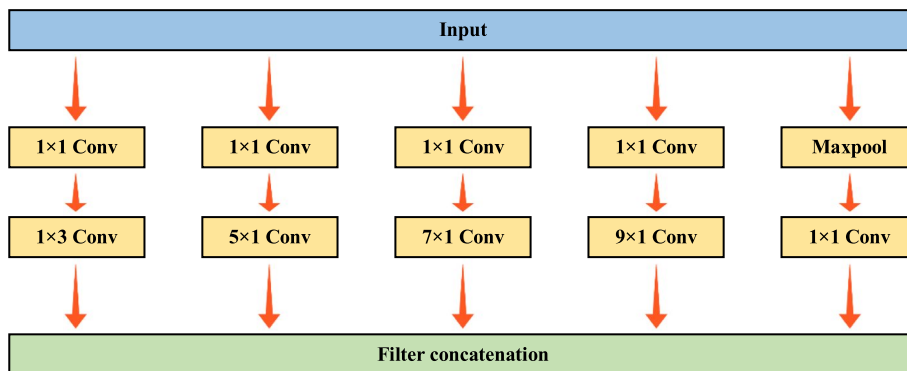 Input
1×1 Conv
1×1 Conv
1×1 Conv
1×1 Conv
Maxpool
1×3 Conv
5×1 Conv
7×1 Conv
9×1 Conv
1×1 Conv
Filter concatenation